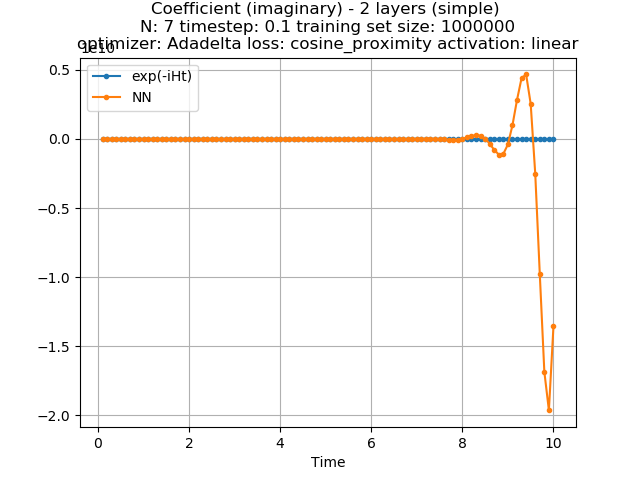 Coefficient (imaginary) - 2 layers (simple)
N: 7 timestep: 0.1 training set size: 1000000
optimizer: Adadelta loss: cosine_proximity activation: linear
1e10
exp(-iHt)
NN
0.5
0.0
−0.5
−1.0
−1.5
−2.0
0 2 4 6 8 10
Time